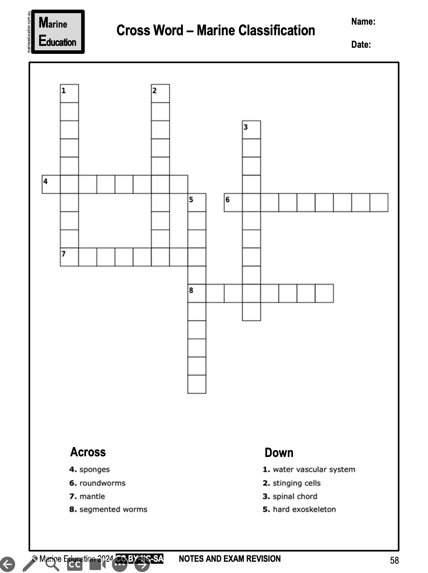 Marine
Education
Cross Word – Marine Classification
Name:
Date:
1
2
3
4
5
6
7
8
Across
4. sponges
6. roundworms
7. mantle
8. segmented worms
Down
1. water vascular system
2. stinging cells
3. spinal chord
5. hard exoskeleton
© Marine Education 2024
NOTES AND EXAM REVISION
58